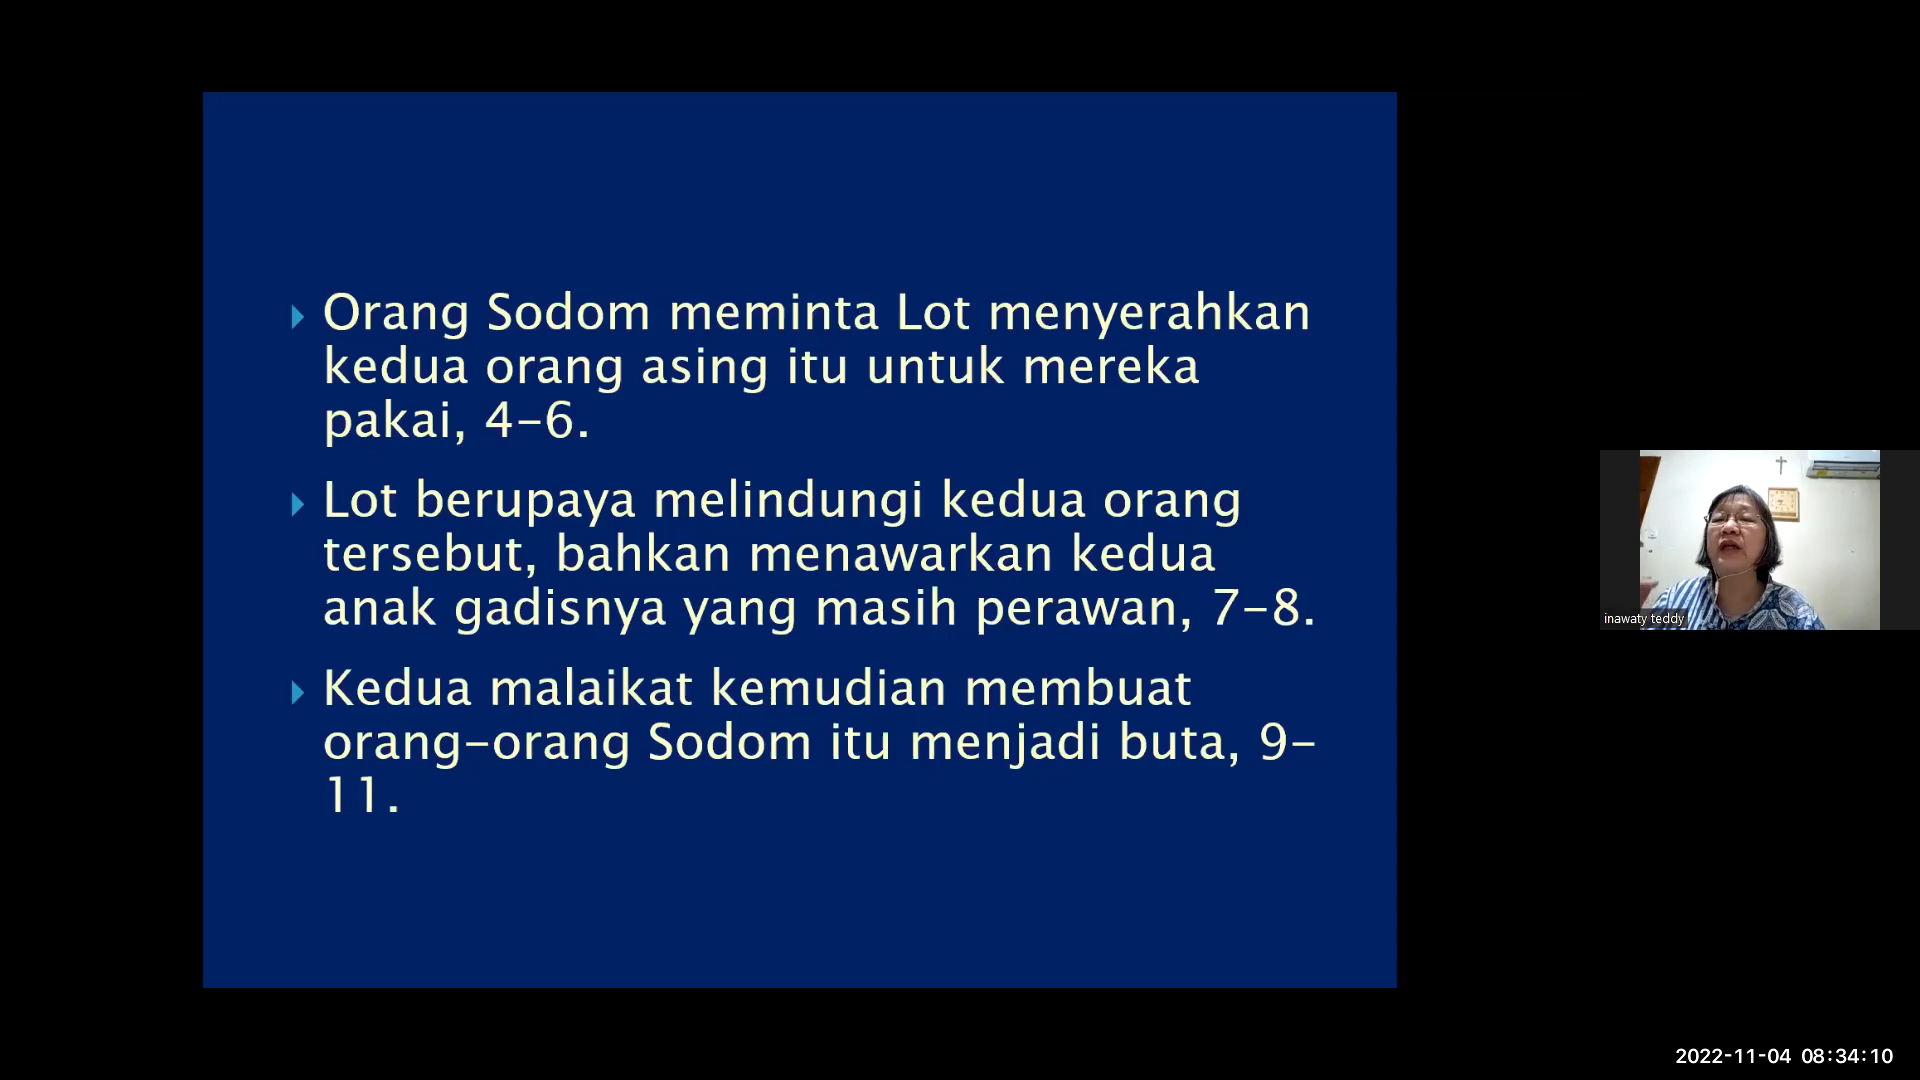 Orang Sodom meminta Lot menyerahkan
kedua orang asing itu untuk mereka
pakai, 4-6.
Lot berupaya melindungi kedua orang
tersebut, bahkan menawarkan kedua
anak gadisnya yang masih perawan, 7-8.
Kedua malaikat kemudian membuat
orang-orang Sodom itu menjadi buta, 9-
11.
inawaty teddy
2022-11-04 08:34:10